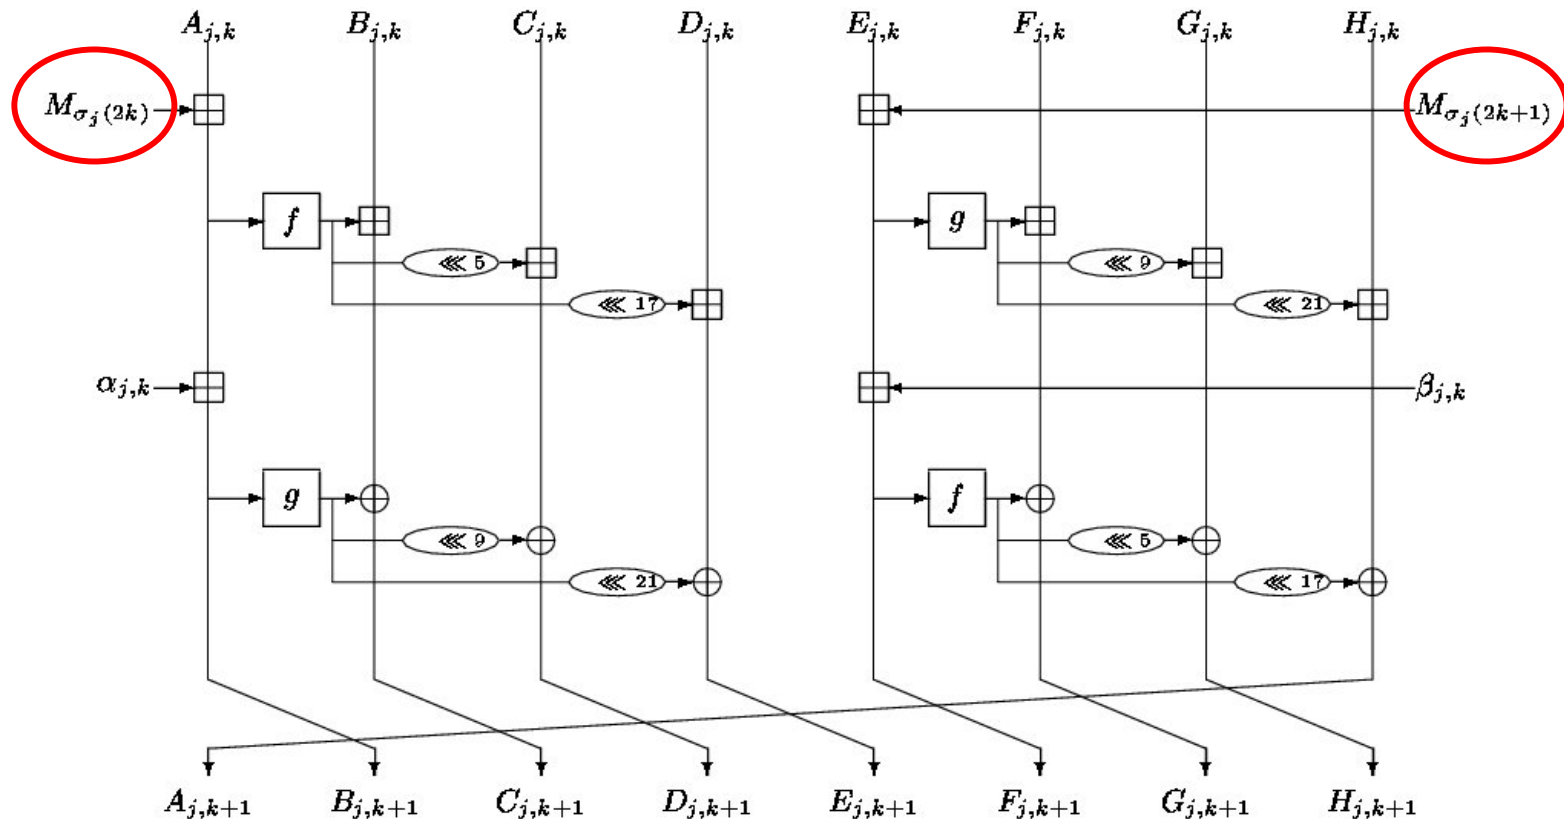 A_{j,k} B_{j,k} C_{j,k} D_{j,k} E_{j,k} F_{j,k} G_{j,k} H_{j,k}
M_{σ_j(2k)} M_{σ_j(2k+1)}
f g
⋘ 5 ⋘ 9
⋘ 17 ⋘ 21
α_{j,k} β_{j,k}
g f
⋘ 9 ⋘ 5
⋘ 21 ⋘ 17
A_{j,k+1} B_{j,k+1} C_{j,k+1} D_{j,k+1} E_{j,k+1} F_{j,k+1} G_{j,k+1} H_{j,k+1}